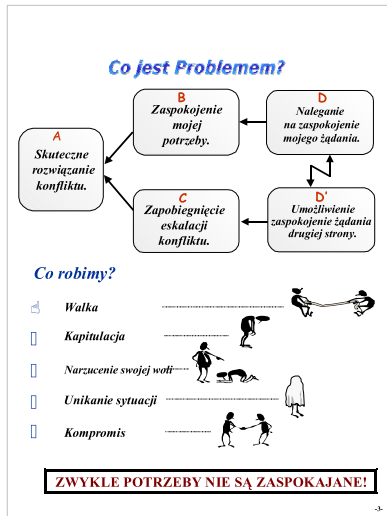 Co jest Problemem?
A
Skuteczne
rozwiązanie
konfliktu.
B
Zaspokojenie
mojej
potrzeby.
D
Naleganie
na zaspokojenie
mojego żądania.
C
Zapobiegnięcie
eskalacji
konfliktu.
D'
Umożliwienie
zaspokojenie żądania
drugiej strony.
Co robimy?
Walka
Kapitulacja
Narzucenie swojej woli
Unikanie sytuacji
Kompromis
ZWYKLE POTRZEBY NIE SĄ ZASPOKAJANE!
-3-